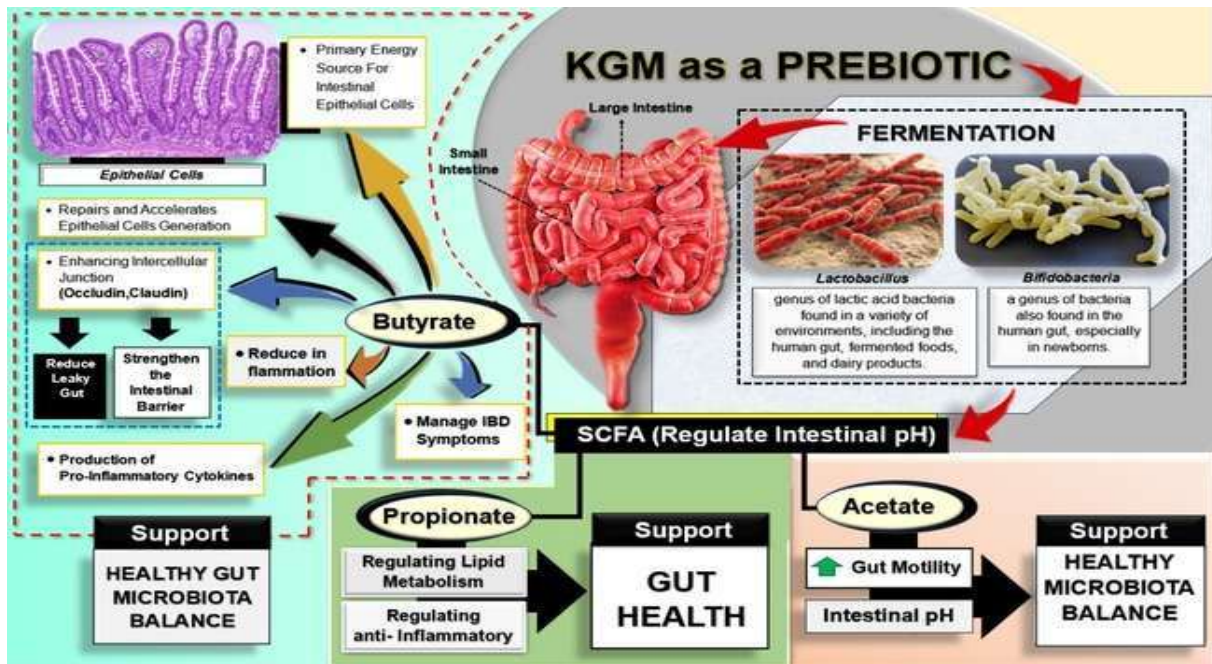 KGM as a PREBIOTIC
• Primary Energy
Source For
Intestinal
Epithelial Cells
Epithelial Cells
• Repairs and Accelerates
Epithelial Cells Generation
• Enhancing Intercellular
Junction
(Occludin,Claudin)
Reduce
Leaky
Gut
Strengthen
the
Intestinal
Barrier
Butyrate
• Reduce in
flammation
• Manage IBD
Symptoms
• Production of
Pro-Inflammatory Cytokines
Support
HEALTHY GUT
MICROBIOTA
BALANCE
Large Intestine
Small
Intestine
FERMENTATION
Lactobacillus
genus of lactic acid bacteria
found in a variety of
environments, including the
human gut, fermented foods,
and dairy products.
Bifidobacteria
a genus of bacteria
also found in the
human gut, especially
in newborns.
SCFA (Regulate Intestinal pH)
Propionate
Regulating Lipid
Metabolism
Regulating
anti- Inflammatory
Support
GUT
HEALTH
Acetate
Gut Motility
Intestinal pH
Support
HEALTHY
MICROBIOTA
BALANCE